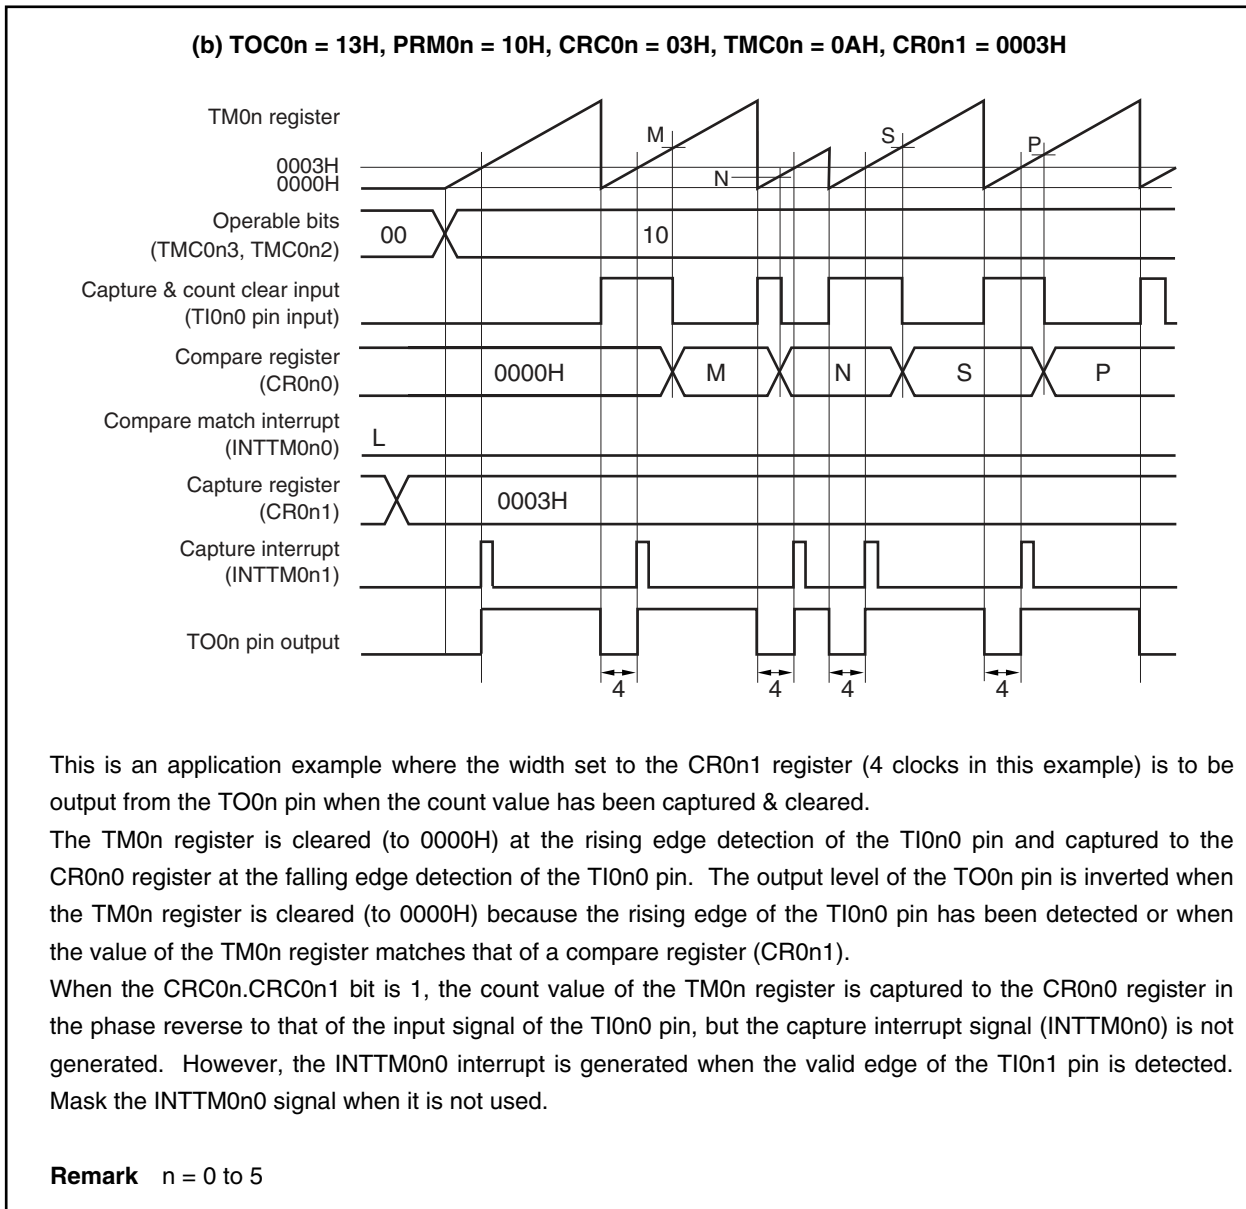 (b) TOC0n = 13H, PRM0n = 10H, CRC0n = 03H, TMC0n = 0AH, CR0n1 = 0003H
TM0n register
M
S
P
0003H
N
0000H
Operable bits
(TMC0n3, TMC0n2)
00
10
Capture & count clear input
(TI0n0 pin input)
Compare register
(CR0n0)
0000H
M
N
S
P
Compare match interrupt
(INTTM0n0)
L
Capture register
(CR0n1)
0003H
Capture interrupt
(INTTM0n1)
TO0n pin output
4
4
4
4
This is an application example where the width set to the CR0n1 register (4 clocks in this example) is to be
output from the TO0n pin when the count value has been captured & cleared.
The TM0n register is cleared (to 0000H) at the rising edge detection of the TI0n0 pin and captured to the
CR0n0 register at the falling edge detection of the TI0n0 pin. The output level of the TO0n pin is inverted when
the TM0n register is cleared (to 0000H) because the rising edge of the TI0n0 pin has been detected or when
the value of the TM0n register matches that of a compare register (CR0n1).
When the CRC0n.CRC0n1 bit is 1, the count value of the TM0n register is captured to the CR0n0 register in
the phase reverse to that of the input signal of the TI0n0 pin, but the capture interrupt signal (INTTM0n0) is not
generated. However, the INTTM0n0 interrupt is generated when the valid edge of the TI0n1 pin is detected.
Mask the INTTM0n0 signal when it is not used.
Remark n = 0 to 5